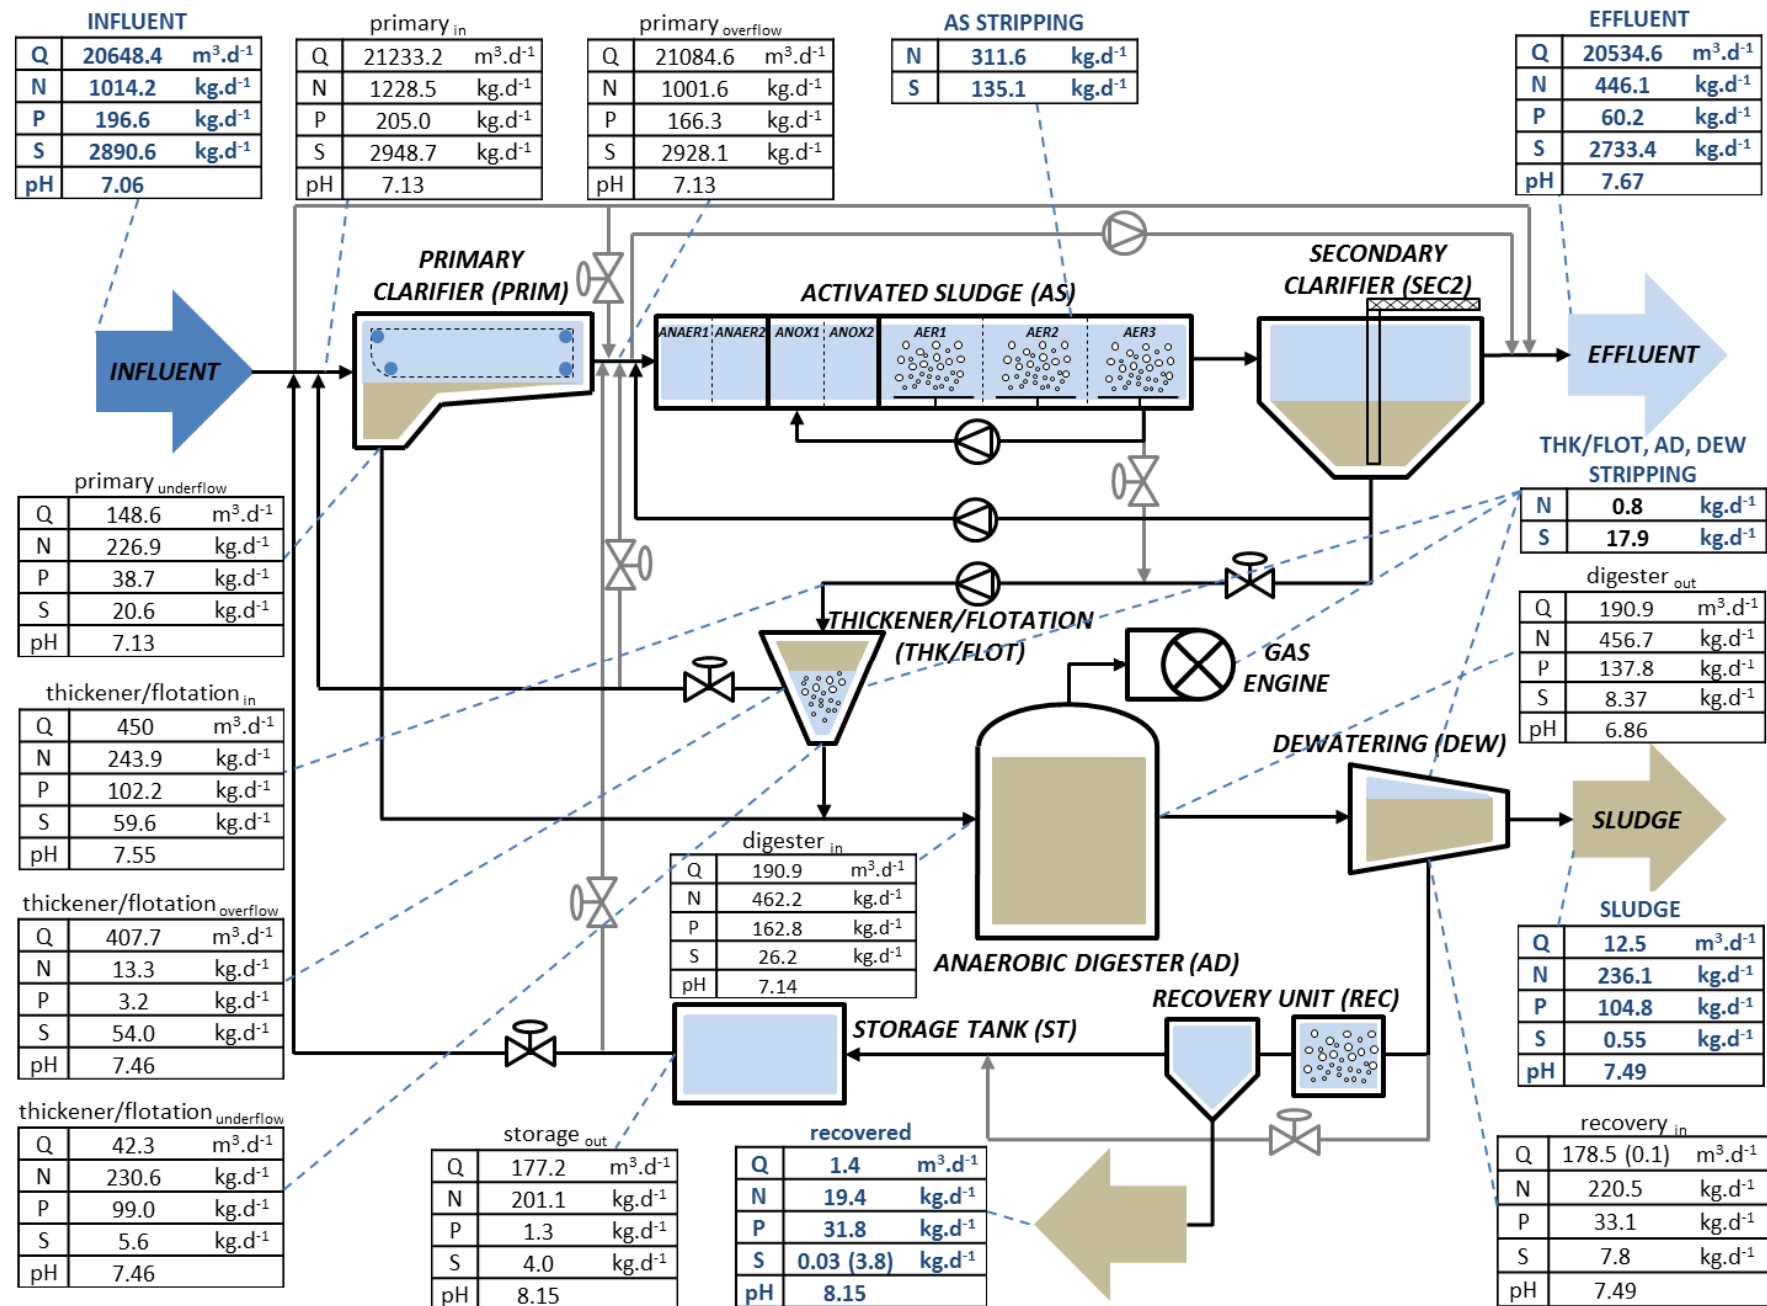 INFLUENT
Q 20648.4 m³.d⁻¹
N 1014.2 kg.d⁻¹
P 196.6 kg.d⁻¹
S 2890.6 kg.d⁻¹
pH 7.06
primary in
Q 21233.2 m³.d⁻¹
N 1228.5 kg.d⁻¹
P 205.0 kg.d⁻¹
S 2948.7 kg.d⁻¹
pH 7.13
primary overflow
Q 21084.6 m³.d⁻¹
N 1001.6 kg.d⁻¹
P 166.3 kg.d⁻¹
S 2928.1 kg.d⁻¹
pH 7.13
AS STRIPPING
N 311.6 kg.d⁻¹
S 135.1 kg.d⁻¹
EFFLUENT
Q 20534.6 m³.d⁻¹
N 446.1 kg.d⁻¹
P 60.2 kg.d⁻¹
S 2733.4 kg.d⁻¹
pH 7.67
PRIMARY
CLARIFIER (PRIM)
ACTIVATED SLUDGE (AS)
SECONDARY
CLARIFIER (SEC2)
INFLUENT
ANAER1 ANAER2 ANOX1 ANOX2 AER1 AER2 AER3
EFFLUENT
primary underflow
Q 148.6 m³.d⁻¹
N 226.9 kg.d⁻¹
P 38.7 kg.d⁻¹
S 20.6 kg.d⁻¹
pH 7.13
THK/FLOT, AD, DEW
STRIPPING
N 0.8 kg.d⁻¹
S 17.9 kg.d⁻¹
digester out
Q 190.9 m³.d⁻¹
N 456.7 kg.d⁻¹
P 137.8 kg.d⁻¹
S 8.37 kg.d⁻¹
pH 6.86
THICKENER/FLOTATION
(THK/FLOT)
GAS
ENGINE
thickener/flotation in
Q 450 m³.d⁻¹
N 243.9 kg.d⁻¹
P 102.2 kg.d⁻¹
S 59.6 kg.d⁻¹
pH 7.55
DEWATERING (DEW)
SLUDGE
digester in
Q 190.9 m³.d⁻¹
N 462.2 kg.d⁻¹
P 162.8 kg.d⁻¹
S 26.2 kg.d⁻¹
pH 7.14
ANAEROBIC DIGESTER (AD)
thickener/flotation overflow
Q 407.7 m³.d⁻¹
N 13.3 kg.d⁻¹
P 3.2 kg.d⁻¹
S 54.0 kg.d⁻¹
pH 7.46
SLUDGE
Q 12.5 m³.d⁻¹
N 236.1 kg.d⁻¹
P 104.8 kg.d⁻¹
S 0.55 kg.d⁻¹
pH 7.49
RECOVERY UNIT (REC)
STORAGE TANK (ST)
thickener/flotation underflow
Q 42.3 m³.d⁻¹
N 230.6 kg.d⁻¹
P 99.0 kg.d⁻¹
S 5.6 kg.d⁻¹
pH 7.46
storage out
Q 177.2 m³.d⁻¹
N 201.1 kg.d⁻¹
P 1.3 kg.d⁻¹
S 4.0 kg.d⁻¹
pH 8.15
recovered
Q 1.4 m³.d⁻¹
N 19.4 kg.d⁻¹
P 31.8 kg.d⁻¹
S 0.03 (3.8) kg.d⁻¹
pH 8.15
recovery in
Q 178.5 (0.1) m³.d⁻¹
N 220.5 kg.d⁻¹
P 33.1 kg.d⁻¹
S 7.8 kg.d⁻¹
pH 7.49